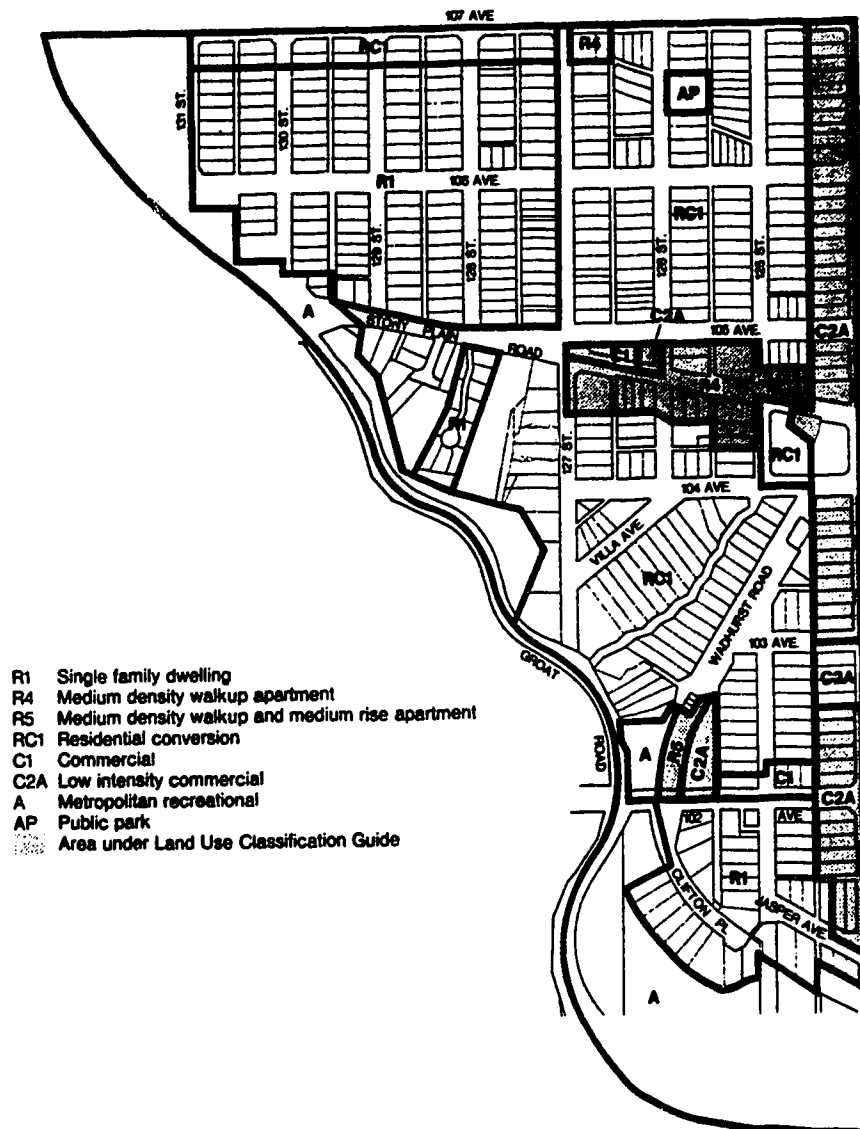 107 AVE
RC1
R4
AP
131 ST.
130 ST.
R1
106 AVE.
RC1
129 ST.
128 ST.
126 ST.
125 ST.
A
STONY PLAIN ROAD
C2A
105 AVE.
C2A
C1
R4
R1
127 ST.
RC1
104 AVE.
VILLA AVE
RC1
WADHURST ROAD
GROAT ROAD
103 AVE.
C2A
A
R5
C2A
C1
C2A
102 AVE
R1
CLIFTON PL
JASPER AVE
A
R1 Single family dwelling
R4 Medium density walkup apartment
R5 Medium density walkup and medium rise apartment
RC1 Residential conversion
C1 Commercial
C2A Low intensity commercial
A Metropolitan recreational
AP Public park
Area under Land Use Classification Guide